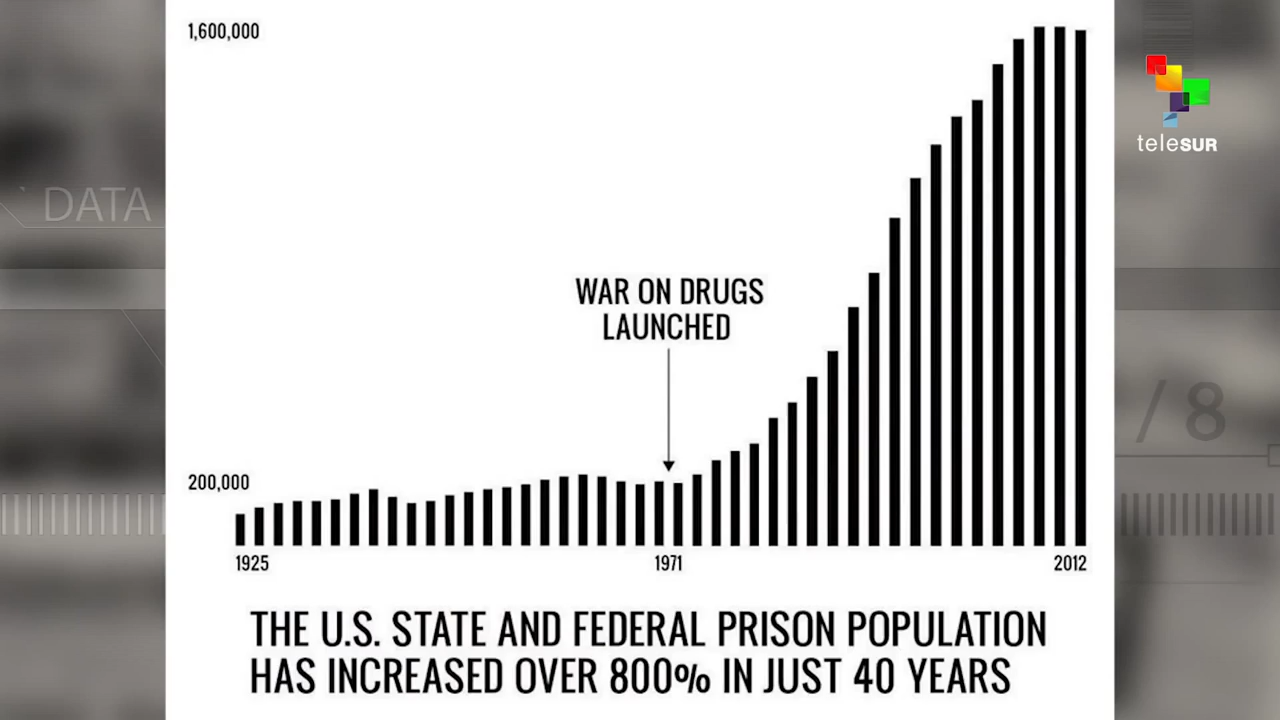 1,600,000
teleSUR
DATA
WAR ON DRUGS
LAUNCHED
/ 8
200,000
1925
1971
2012
THE U.S. STATE AND FEDERAL PRISON POPULATION
HAS INCREASED OVER 800% IN JUST 40 YEARS